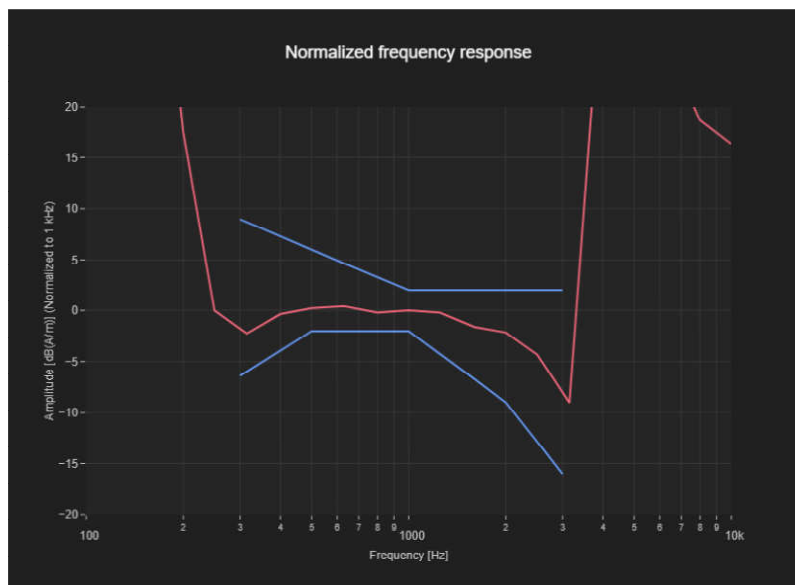 Normalized frequency response
Amplitude [dB(A/m)] (Normalized to 1 kHz)
20
15
10
5
0
−5
−10
−15
−20
100 2 3 4 5 6 7 8 9 1000 2 3 4 5 6 7 8 9 10k
Frequency [Hz]